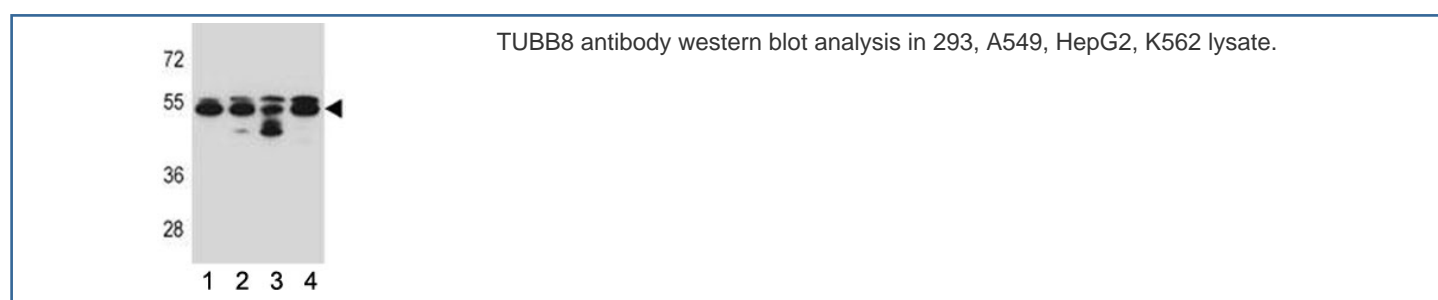 TUBB8 antibody western blot analysis in 293, A549, HepG2, K562 lysate.
72
55
36
28
1 2 3 4